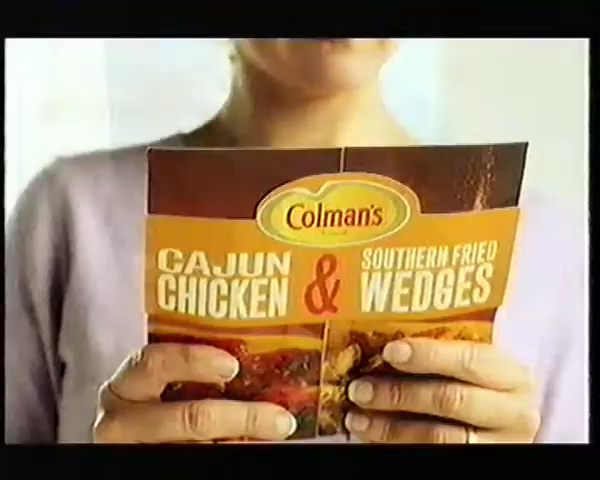 Colman's
CAJUN
CHICKEN
&
SOUTHERN FRIED
WEDGES